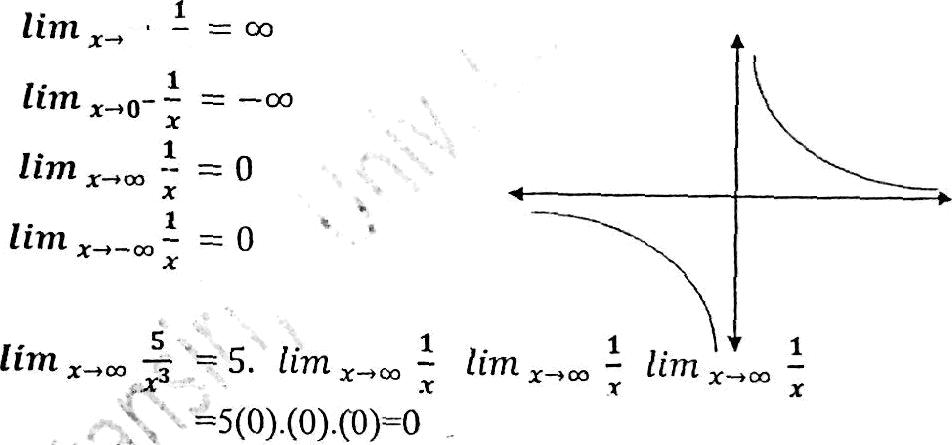 lim x→ 1/ = ∞
lim x→0⁻ 1/x = −∞
lim x→∞ 1/x = 0
lim x→−∞ 1/x = 0
lim x→∞ 5/x³ = 5. lim x→∞ 1/x lim x→∞ 1/x lim x→∞ 1/x
=5(0).(0).(0)=0